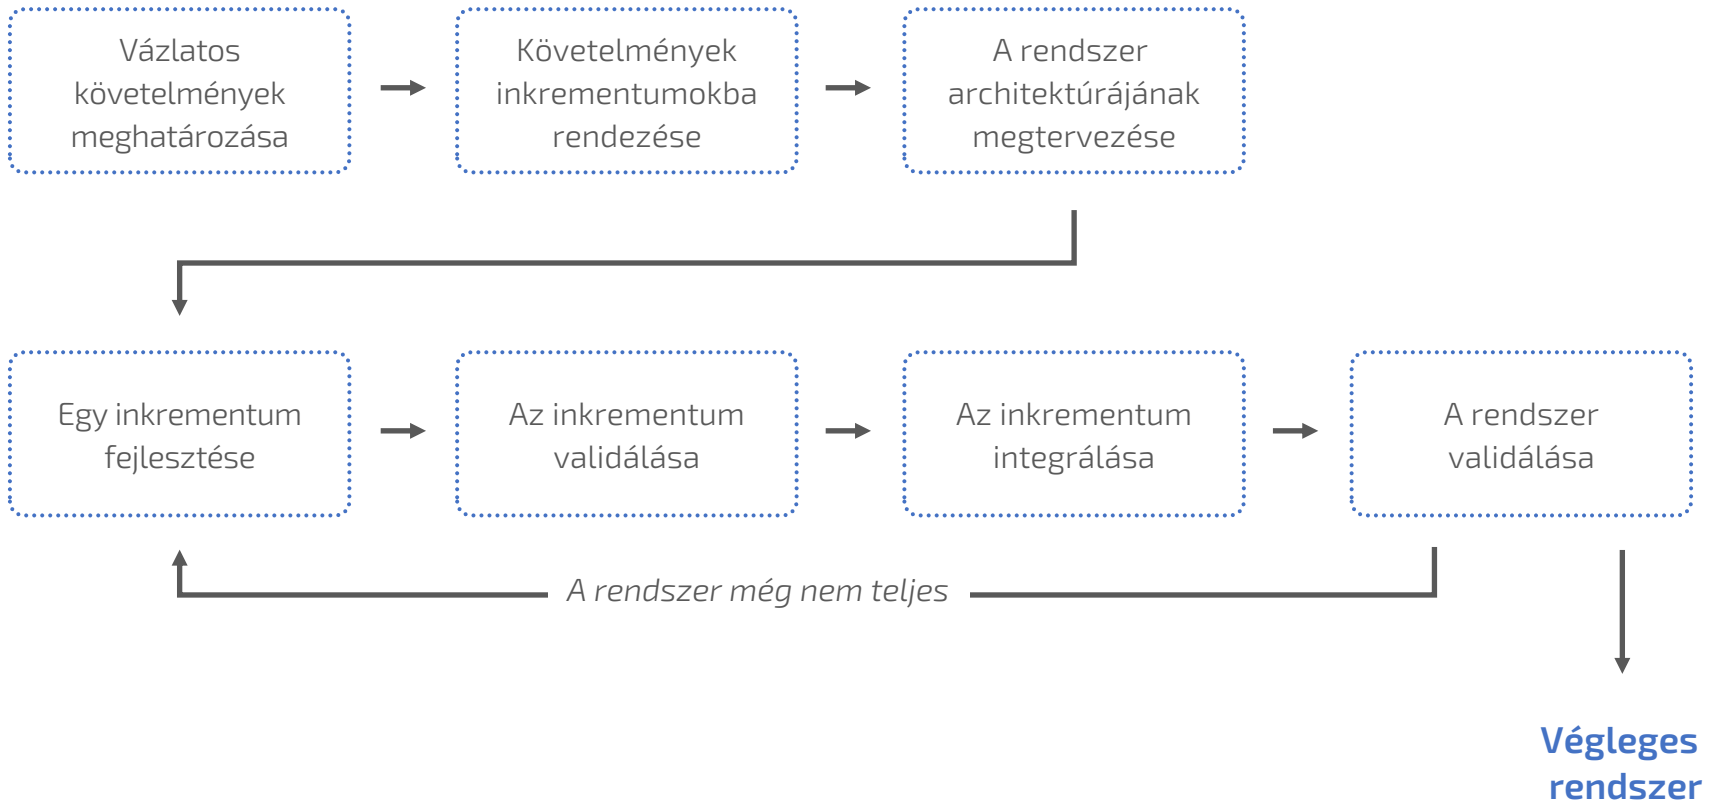 Vázlatos
követelmények
meghatározása
Követelmények
inkrementumokba
rendezése
A rendszer
architektúrájának
megtervezése
Egy inkrementum
fejlesztése
Az inkrementum
validálása
Az inkrementum
integrálása
A rendszer
validálása
A rendszer még nem teljes
Végleges
rendszer